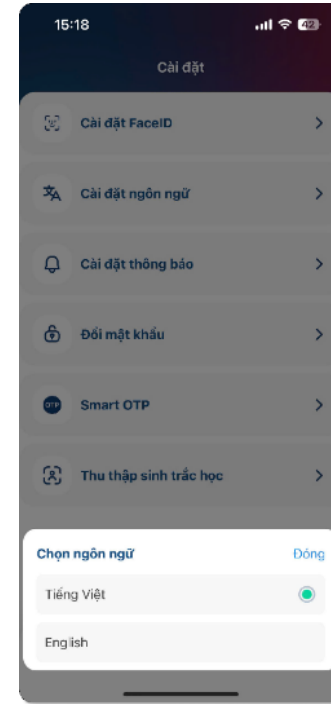 15:18
42
Cài đặt
Cài đặt FaceID
Cài đặt ngôn ngữ
Cài đặt thông báo
Đổi mật khẩu
OTP
Smart OTP
Thu thập sinh trắc học
Chọn ngôn ngữ
Đóng
Tiếng Việt
English